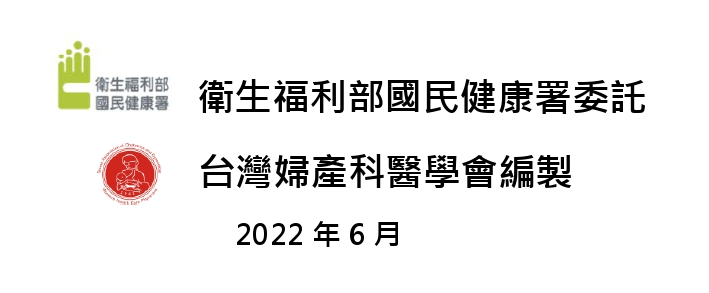 衛生福利部
國民健康署
衛生福利部國民健康署委託
台灣婦產科醫學會編製
2022 年 6 月